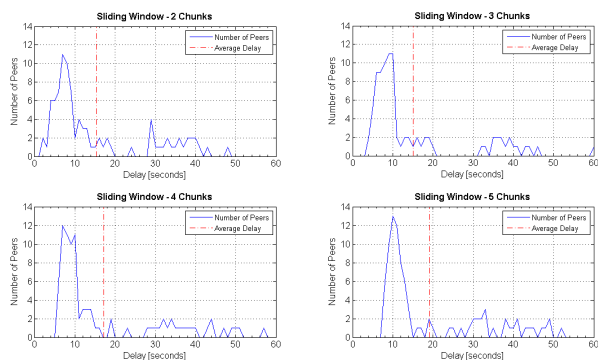 Sliding Window - 2 Chunks
14
12
10
8
6
4
2
0
Number of Peers
Number of Peers
Average Delay
0 10 20 30 40 50 60
Delay [seconds]
Sliding Window - 3 Chunks
14
12
10
8
6
4
2
0
Number of Peers
Number of Peers
Average Delay
0 10 20 30 40 50 60
Delay [seconds]
Sliding Window - 4 Chunks
14
12
10
8
6
4
2
0
Number of Peers
Number of Peers
Average Delay
0 10 20 30 40 50 60
Delay [seconds]
Sliding Window - 5 Chunks
14
12
10
8
6
4
2
0
Number of Peers
Number of Peers
Average Delay
0 10 20 30 40 50 60
Delay [seconds]